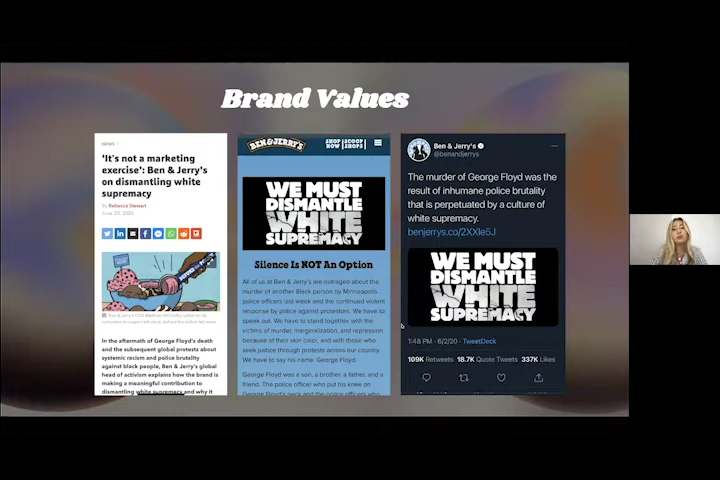 Brand Values
NEWS
'It's not a marketing
exercise': Ben & Jerry's
on dismantling white
supremacy
By Rebecca Stewart
June 23, 2020
In the aftermath of George Floyd's death
and the subsequent global protests about
systemic racism and police brutality
against black people, Ben & Jerry's global
head of activism explains how the brand is
making a meaningful contribution to
dismantling white supremacy and why it
BEN & JERRY'S
SHOP SCOOP
NOW SHOPS
WE MUST
DISMANTLE
WHITE
SUPREMACY
Silence Is NOT An Option
All of us at Ben & Jerry's are outraged about the
murder of another Black person by Minneapolis
police officers last week and the continued violent
response by police against protestors. We have to
speak out. We have to stand together with the
victims of murder, marginalization, and repression
because of their skin color, and with those who
seek justice through protests across our country.
We have to say his name: George Floyd.
George Floyd was a son, a brother, a father, and a
friend. The police officer who put his knee on
George Floyd's neck and the police officers who
Ben & Jerry's
@benandjerrys
The murder of George Floyd was the
result of inhumane police brutality
that is perpetuated by a culture of
white supremacy.
benjerrys.co/2XXIe5J
WE MUST
DISMANTLE
WHITE
SUPREMACY
1:48 PM · 6/2/20 · TweetDeck
109K Retweets 18.7K Quote Tweets 337K Likes